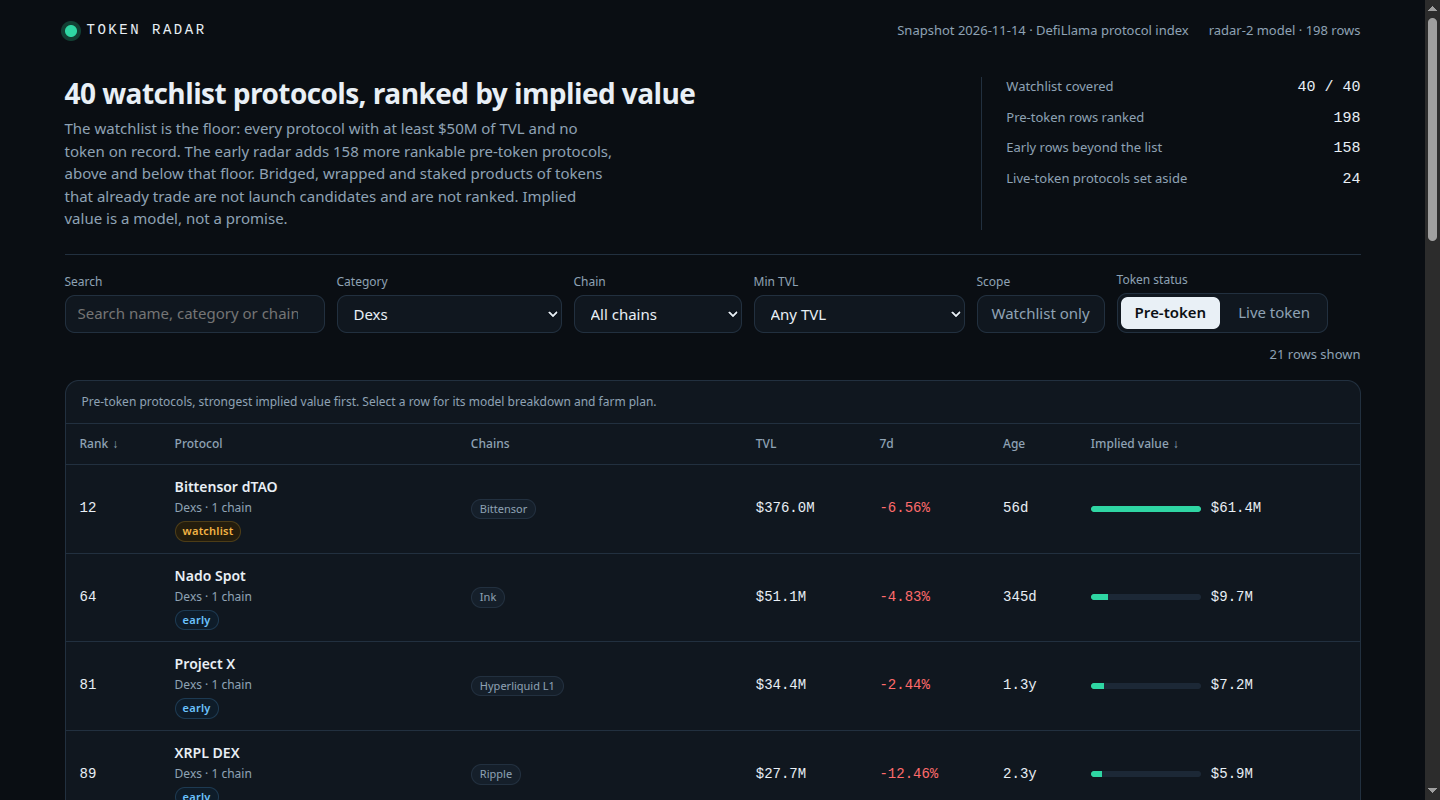 TOKEN RADAR
Snapshot 2026-11-14 · DefiLlama protocol index radar-2 model · 198 rows
40 watchlist protocols, ranked by implied value
The watchlist is the floor: every protocol with at least $50M of TVL and no
token on record. The early radar adds 158 more rankable pre-token protocols,
above and below that floor. Bridged, wrapped and staked products of tokens
that already trade are not launch candidates and are not ranked. Implied
value is a model, not a promise.
Watchlist covered 40 / 40
Pre-token rows ranked 198
Early rows beyond the list 158
Live-token protocols set aside 24
Search Category Chain Min TVL Scope Token status
Search name, category or chain Dexs All chains Any TVL Watchlist only Pre-token Live token
21 rows shown
Pre-token protocols, strongest implied value first. Select a row for its model breakdown and farm plan.
Rank ↓ Protocol Chains TVL 7d Age Implied value ↓
Bittensor dTAO
12 Dexs · 1 chain Bittensor $376.0M -6.56% 56d $61.4M
watchlist
Nado Spot
64 Dexs · 1 chain Ink $51.1M -4.83% 345d $9.7M
early
Project X
81 Dexs · 1 chain Hyperliquid L1 $34.4M -2.44% 1.3y $7.2M
early
XRPL DEX
89 Dexs · 1 chain Ripple $27.7M -12.46% 2.3y $5.9M
early